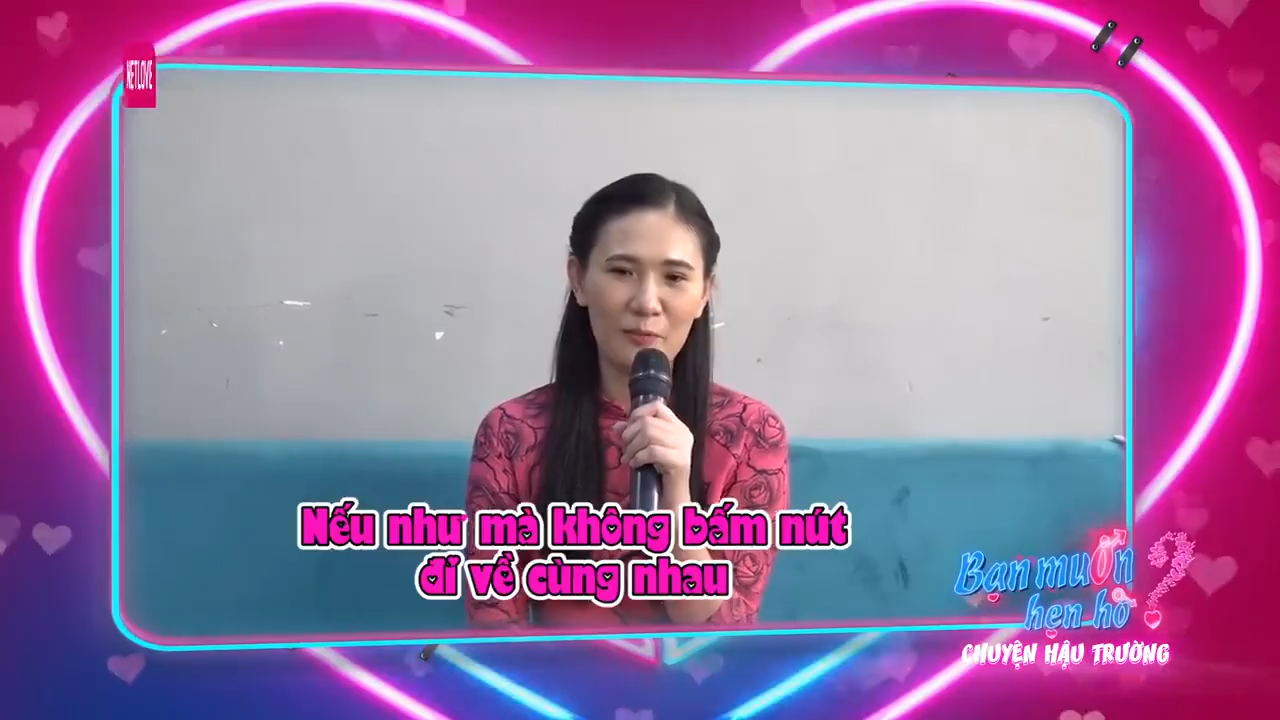 NETLOVE
Nếu như mà không bấm nút
đi về cùng nhau
Bạn muốn
hẹn hò?
CHUYỆN HẬU TRƯỜNG